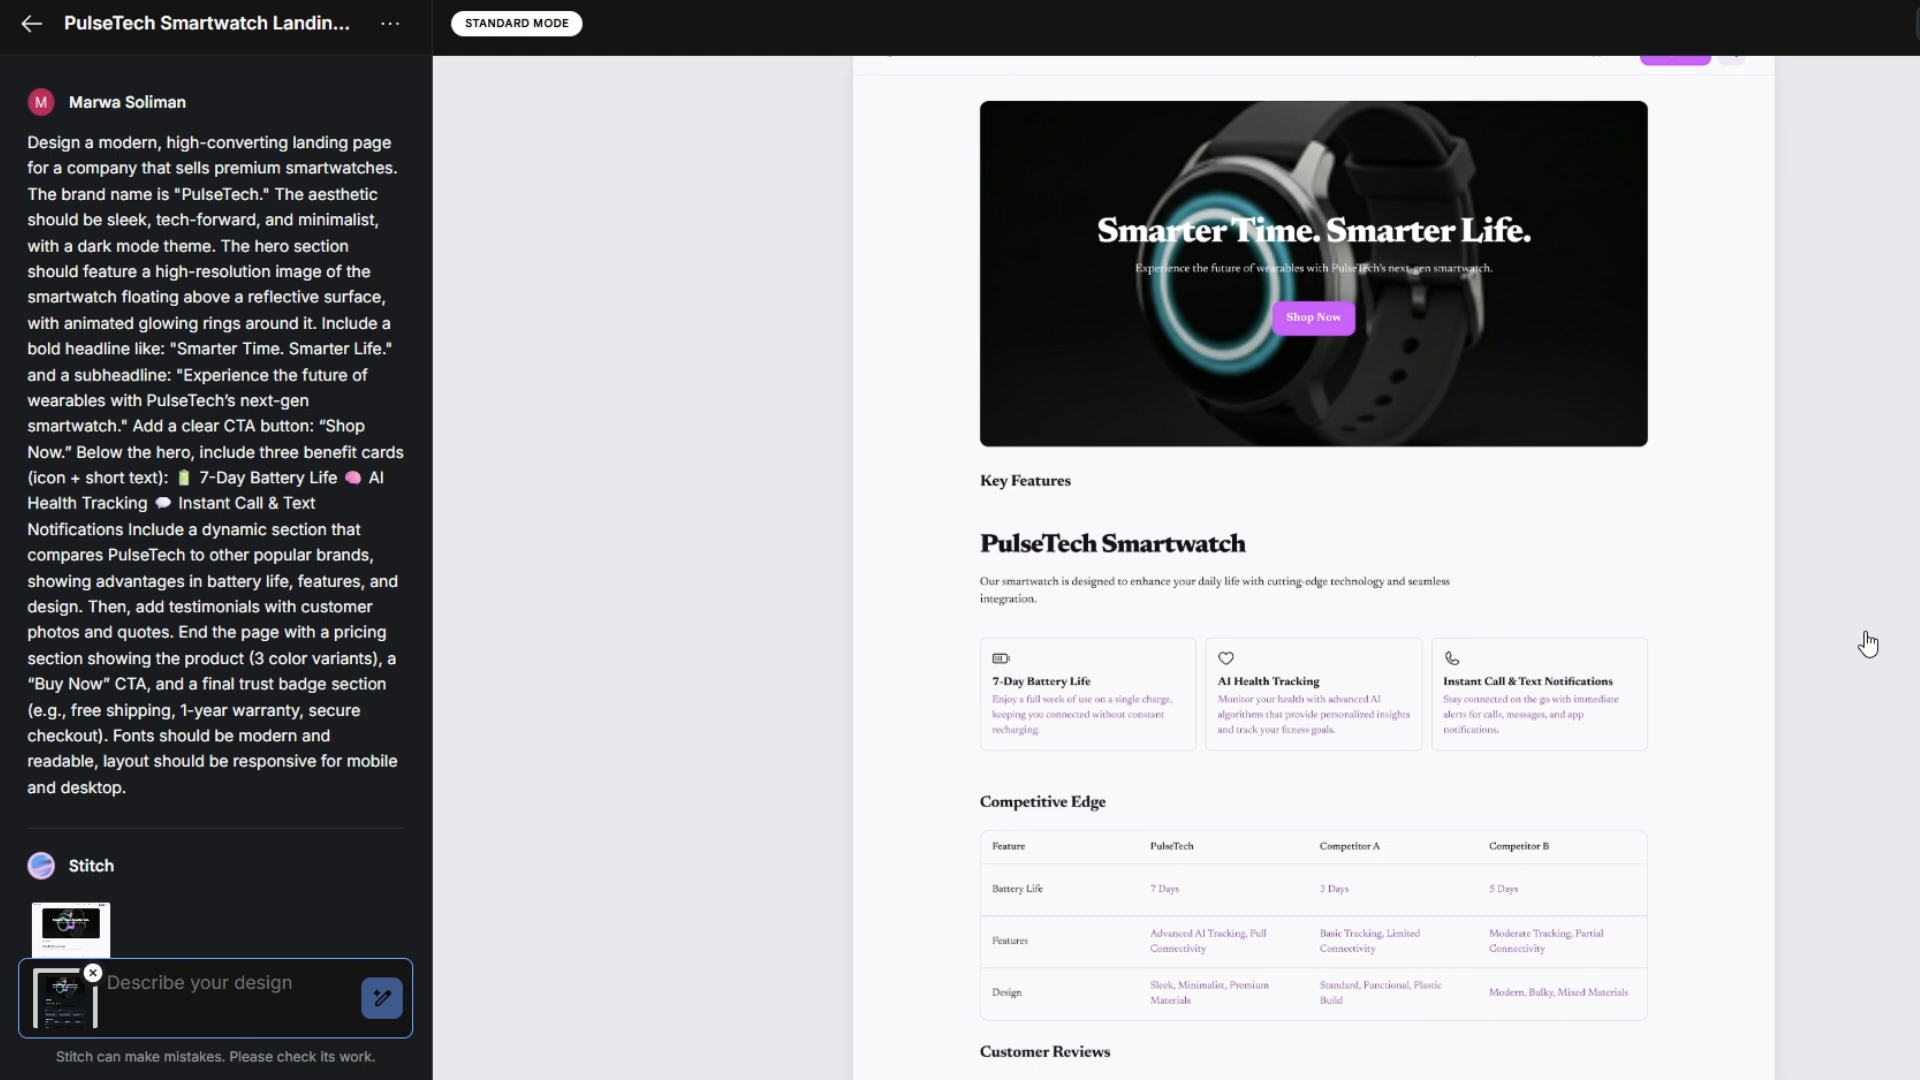 PulseTech Smartwatch Landin...
STANDARD MODE
M
Marwa Soliman
Design a modern, high-converting landing page
for a company that sells premium smartwatches.
The brand name is "PulseTech." The aesthetic
should be sleek, tech-forward, and minimalist,
with a dark mode theme. The hero section
should feature a high-resolution image of the
smartwatch floating above a reflective surface,
with animated glowing rings around it. Include a
bold headline like: "Smarter Time. Smarter Life."
and a subheadline: "Experience the future of
wearables with PulseTech’s next-gen
smartwatch." Add a clear CTA button: “Shop
Now.” Below the hero, include three benefit cards
(icon + short text): 🔋 7-Day Battery Life 🧠 AI
Health Tracking 💬 Instant Call & Text
Notifications Include a dynamic section that
compares PulseTech to other popular brands,
showing advantages in battery life, features, and
design. Then, add testimonials with customer
photos and quotes. End the page with a pricing
section showing the product (3 color variants), a
“Buy Now” CTA, and a final trust badge section
(e.g., free shipping, 1-year warranty, secure
checkout). Fonts should be modern and
readable, layout should be responsive for mobile
and desktop.
Stitch
Describe your design
Stitch can make mistakes. Please check its work.
Smarter Time. Smarter Life.
Experience the future of wearables with PulseTech's next-gen smartwatch.
Shop Now
Key Features
PulseTech Smartwatch
Our smartwatch is designed to enhance your daily life with cutting-edge technology and seamless
integration.
7-Day Battery Life
Enjoy a full week of use on a single charge,
keeping you connected without constant
recharging.
AI Health Tracking
Monitor your health with advanced AI
algorithms that provide personalized insights
and track your fitness goals.
Instant Call & Text Notifications
Stay connected on the go with immediate
alerts for calls, messages, and app
notifications.
Competitive Edge
Feature PulseTech Competitor A Competitor B
Battery Life 7 Days 3 Days 5 Days
Features Advanced AI Tracking, Full Connectivity Basic Tracking, Limited Connectivity Moderate Tracking, Partial Connectivity
Design Sleek, Minimalist, Premium Materials Standard, Functional, Plastic Build Modern, Bulky, Mixed Materials
Customer Reviews